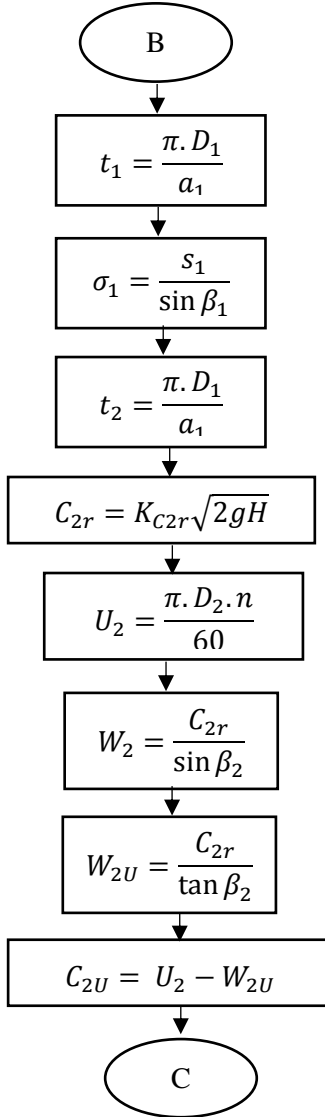 B
t₁ = π.D₁/a₁
σ₁ = s₁/sin β₁
t₂ = π.D₁/a₁
C₂ᵣ = K_C2r √2gH
U₂ = π.D₂.n/60
W₂ = C₂ᵣ/sin β₂
W₂U = C₂ᵣ/tan β₂
C₂U = U₂ − W₂U
C